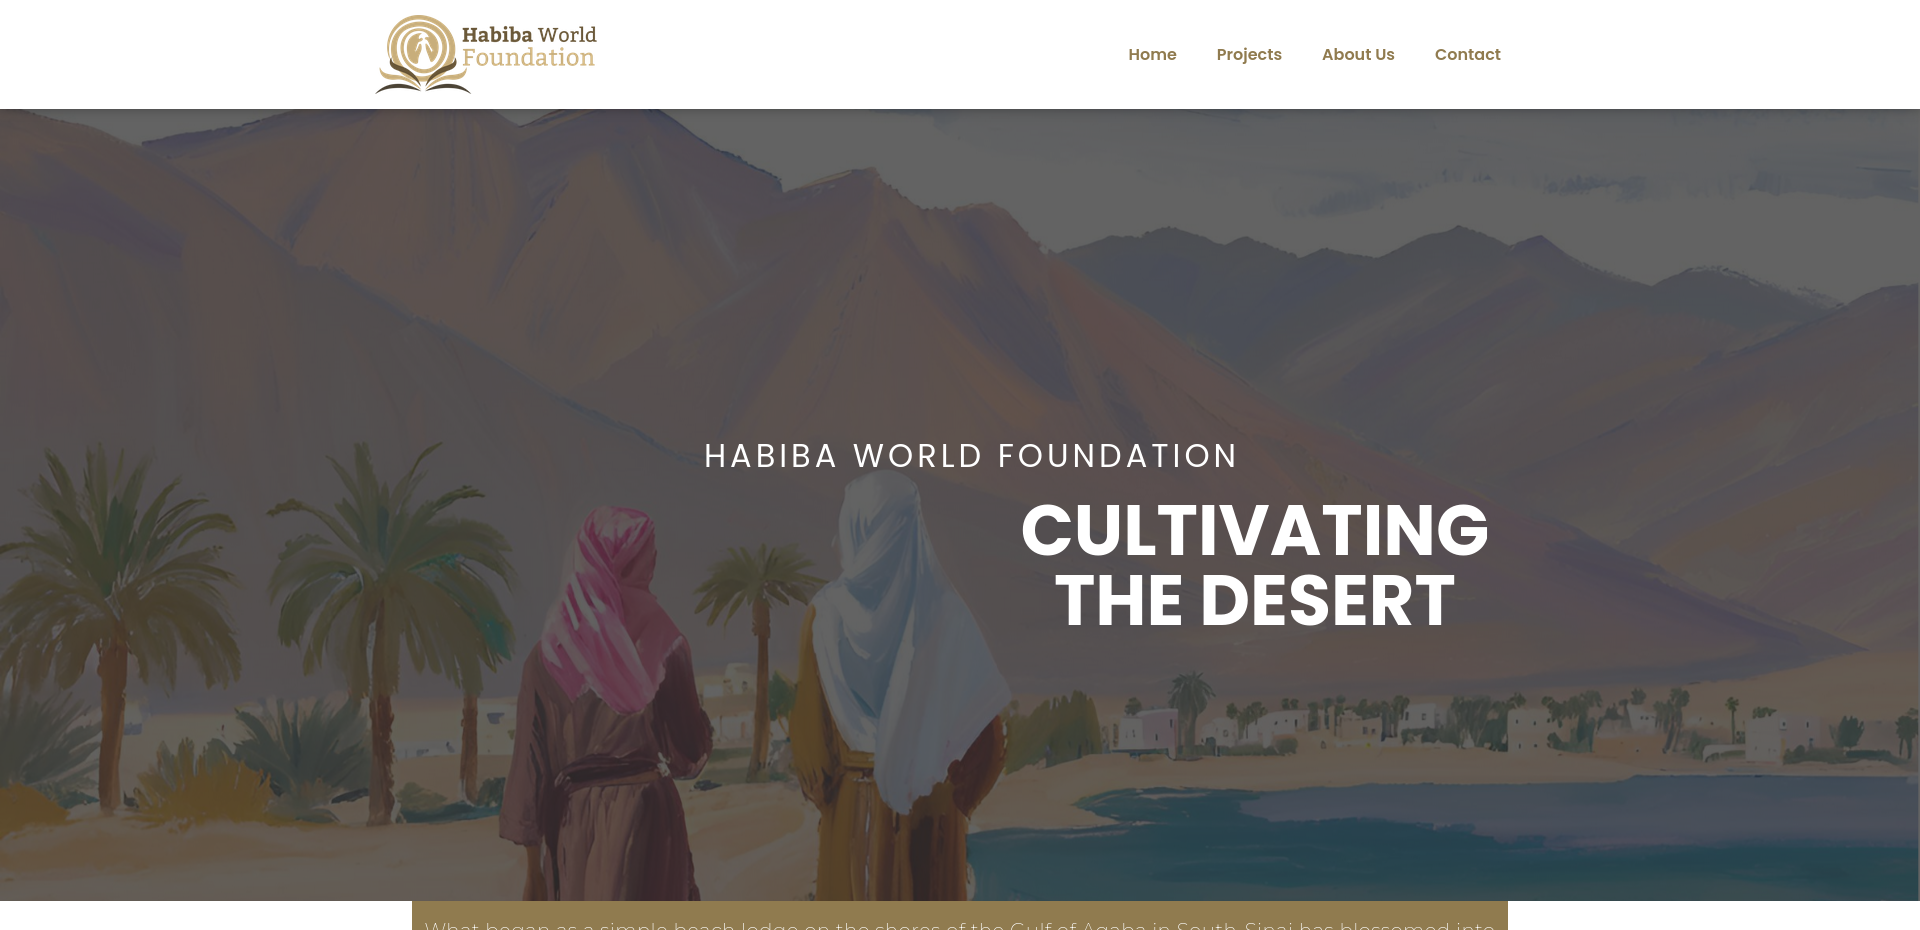 Habiba World
Foundation
Home Projects About Us Contact
HABIBA WORLD FOUNDATION
CULTIVATING
THE DESERT
What began as a simple beach lodge on the shores of the Gulf of Aqaba in South Sinai has blossomed into